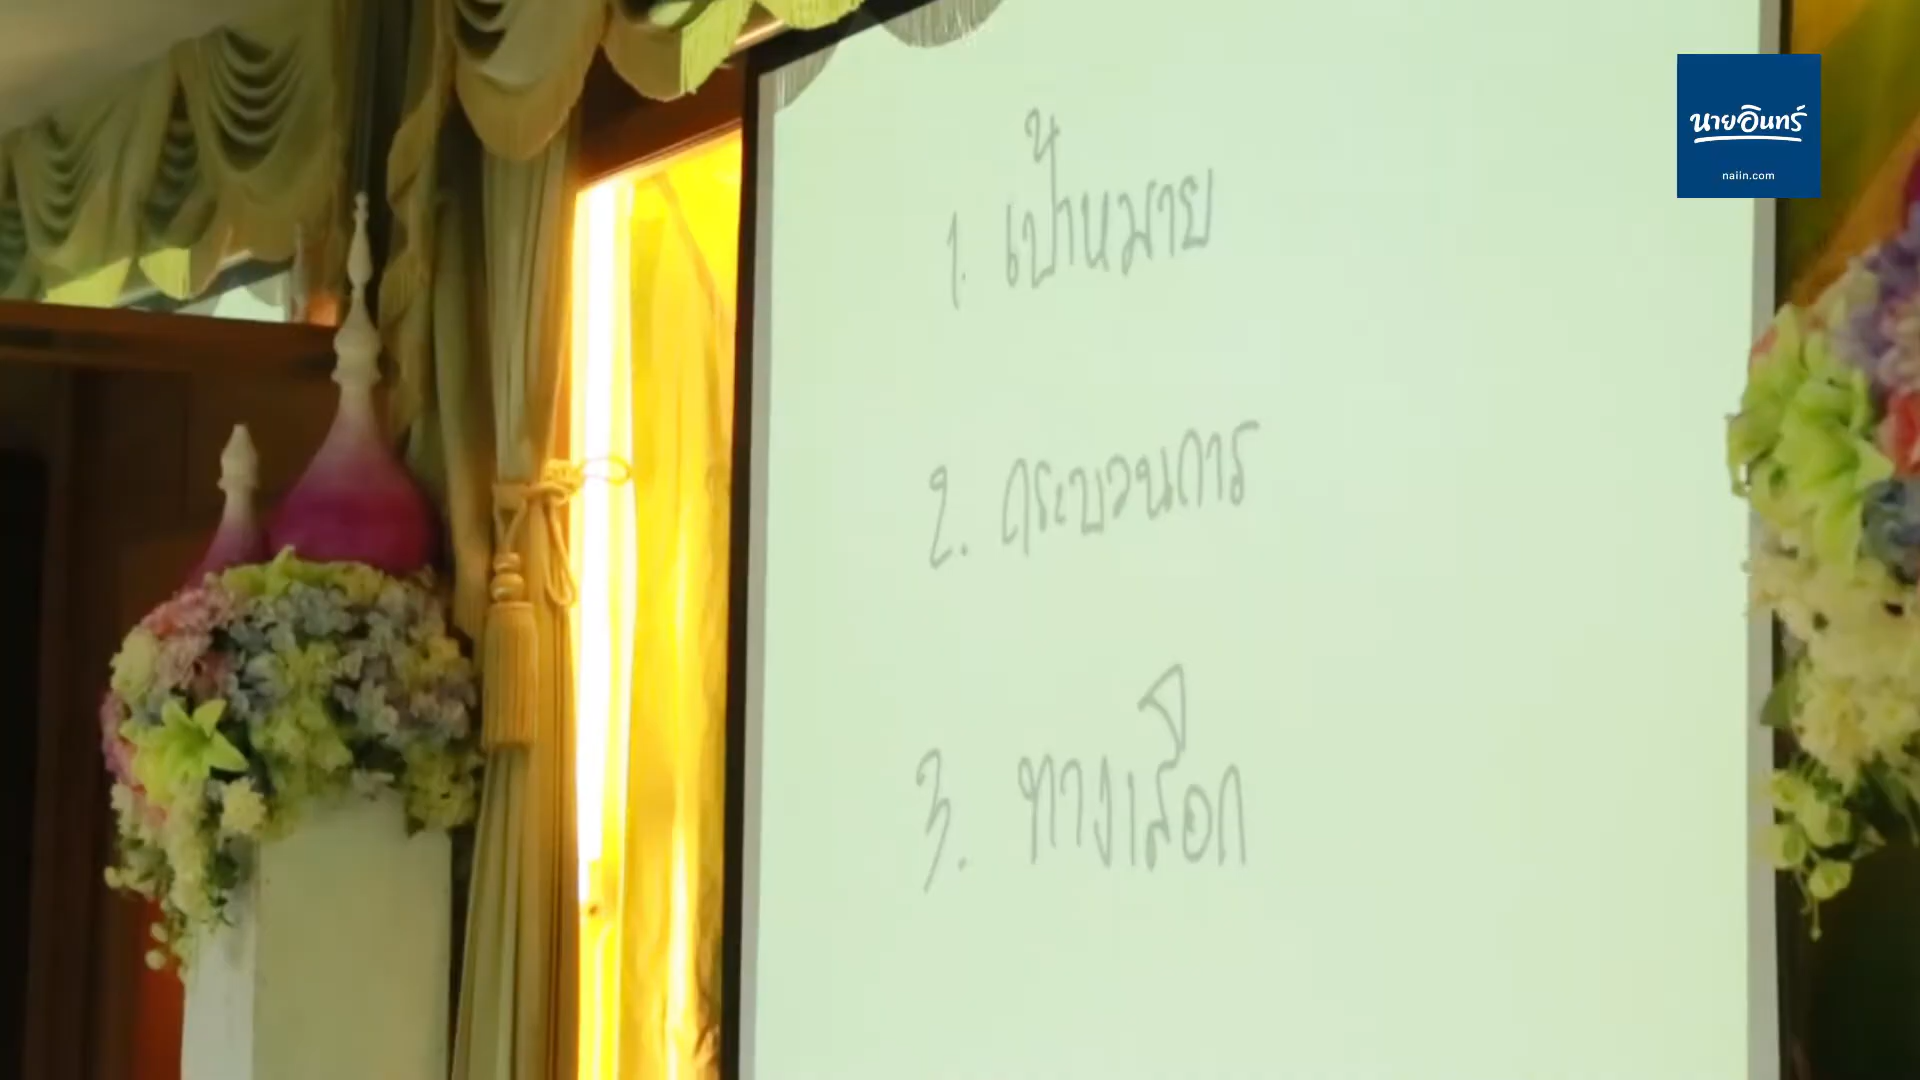 1. เป้าหมาย
2. กระบวนการ
3. ทางเลือก
นายอินทร์
naiin.com